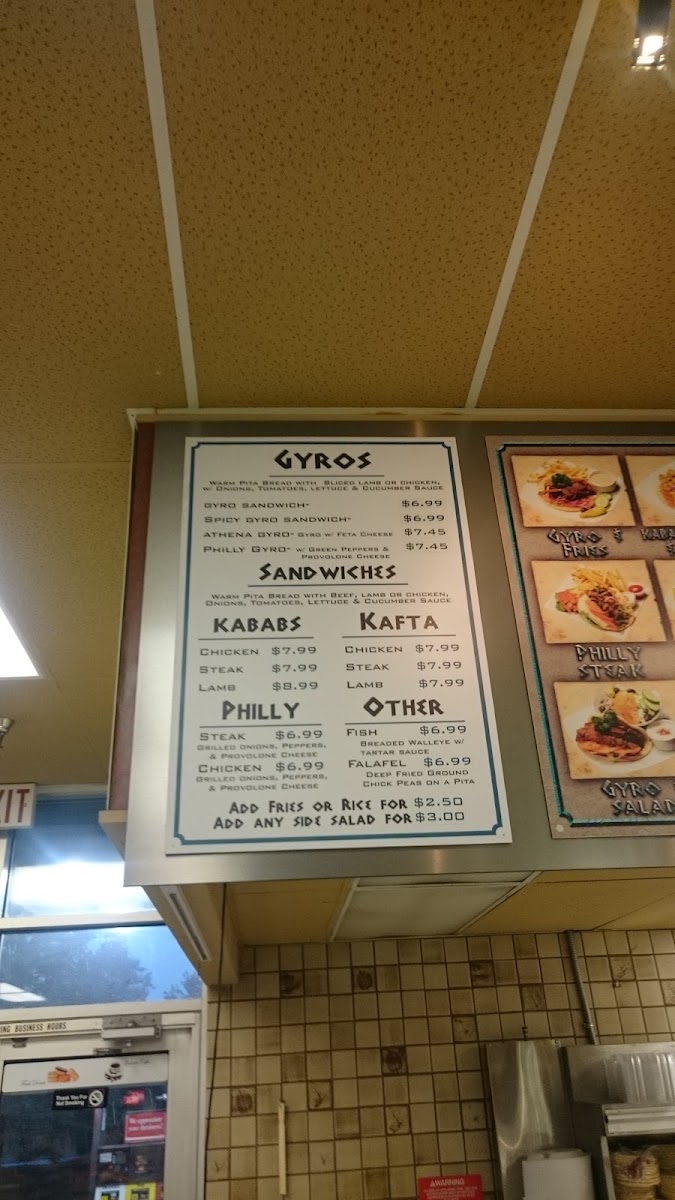 GYROS
WARM PITA BREAD WITH SLICED LAMB OR CHICKEN,
W/ ONIONS, TOMATOES, LETTUCE & CUCUMBER SAUCE
GYRO SANDWICH- $6.99
SPICY GYRO SANDWICH- $6.99
ATHENA GYRO- GYRO W/ FETA CHEESE $7.45
PHILLY GYRO- W/ GREEN PEPPERS & $7.45
PROVOLONE CHEESE
SANDWICHES
WARM PITA BREAD WITH BEEF, LAMB OR CHICKEN,
ONIONS, TOMATOES, LETTUCE & CUCUMBER SAUCE
KABABS
CHICKEN $7.99
STEAK $7.99
LAMB $8.99
KAFTA
CHICKEN $7.99
STEAK $7.99
LAMB $7.99
PHILLY
STEAK $6.99
GRILLED ONIONS, PEPPERS,
& PROVOLONE CHEESE
CHICKEN $6.99
GRILLED ONIONS, PEPPERS,
& PROVOLONE CHEESE
OTHER
FISH $6.99
BREADED WALLEYE W/
TARTAR SAUCE
FALAFEL $6.99
DEEP FRIED GROUND
CHICK PEAS ON A PITA
ADD FRIES OR RICE FOR $2.50
ADD ANY SIDE SALAD FOR $3.00
GYRO &
FRIES
PHILLY
STEAK
GYRO
SALAD
XIT
ING BUSINESS HOURS
Thank You For
Not Smoking
We appreciate
your business!
WARNING